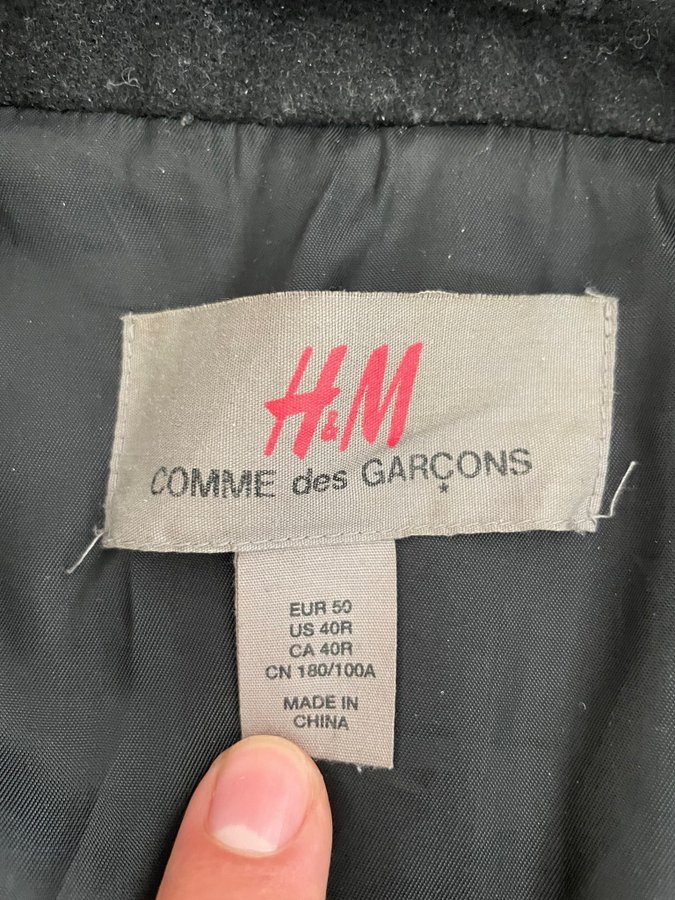 H&M
COMME des GARÇONS
EUR 50
US 40R
CA 40R
CN 180/100A
MADE IN
CHINA